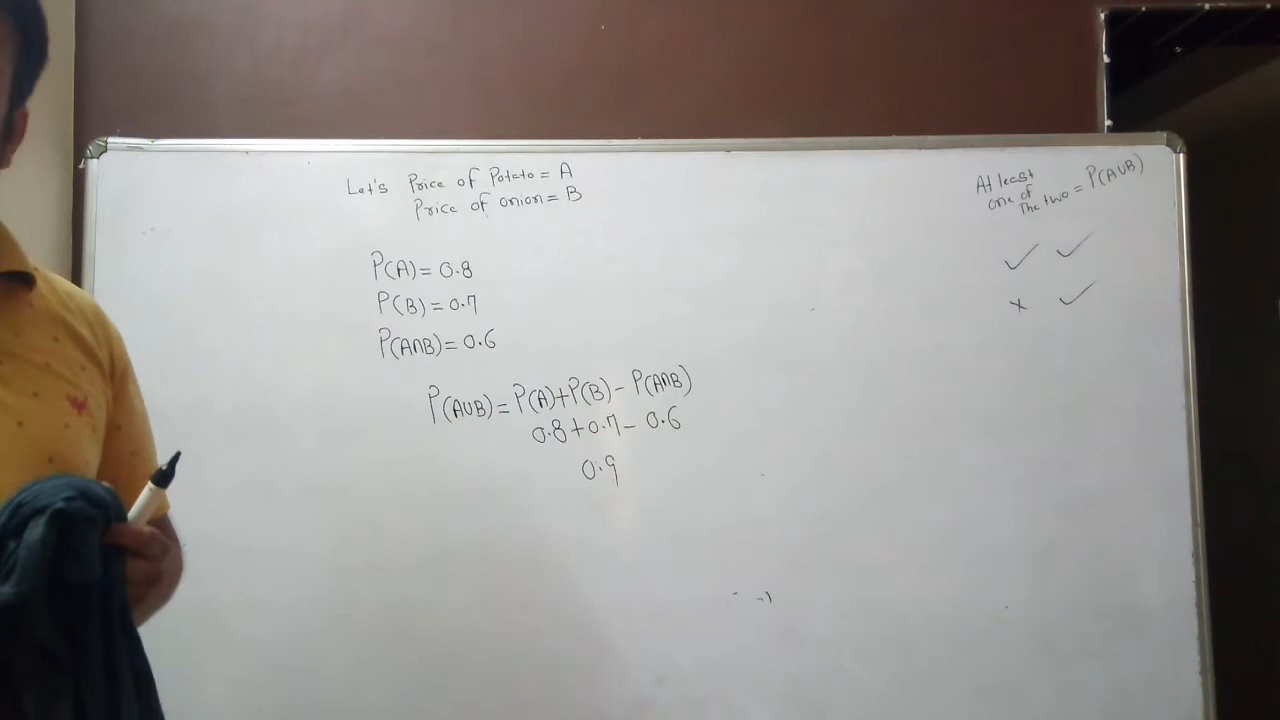 Let's Price of Potato = A
Price of onion = B
P(A) = 0.8
P(B) = 0.7
P(A∩B) = 0.6
P(A∪B) = P(A)+P(B) - P(A∩B)
0.8+0.7 - 0.6
0.9
At least
one of
The two = P(A∪B)
✓ ✓
× ✓